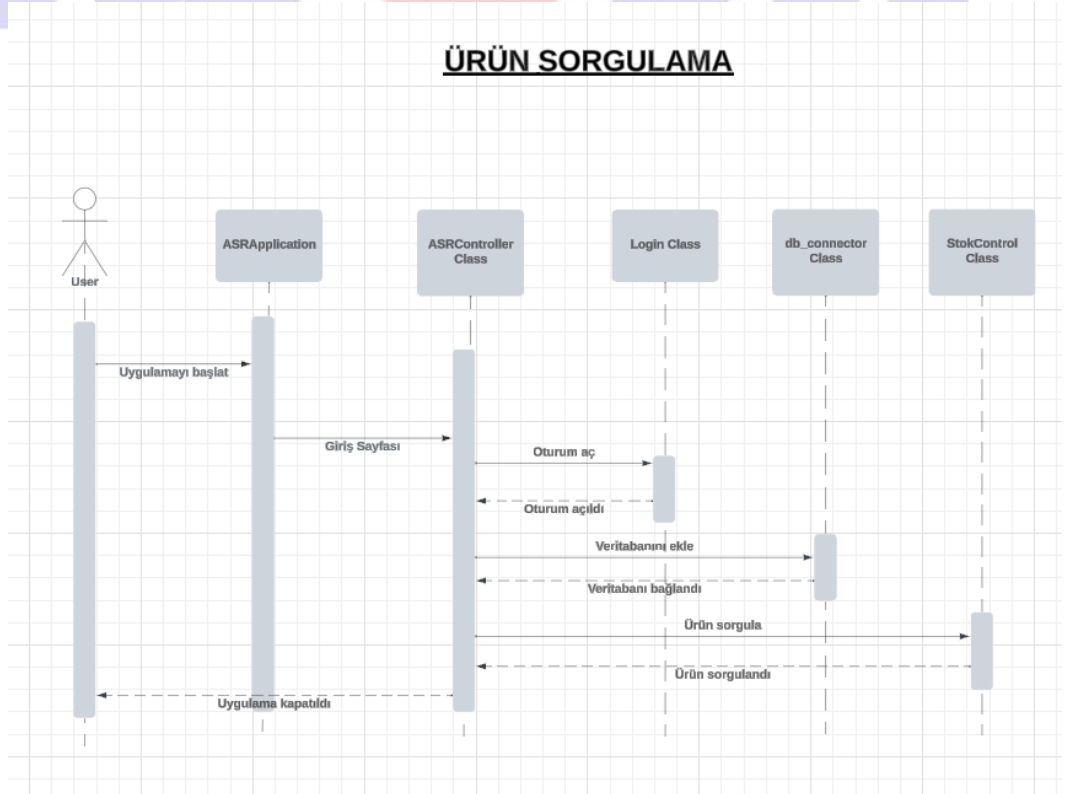 ÜRÜN SORGULAMA
User
ASRApplication
ASRController
Class
Login Class
db_connector
Class
StokControl
Class
Uygulamayı başlat
Giriş Sayfası
Oturum aç
Oturum açıldı
Veritabanını ekle
Veritabanı bağlandı
Ürün sorgula
Ürün sorgulandı
Uygulama kapatıldı